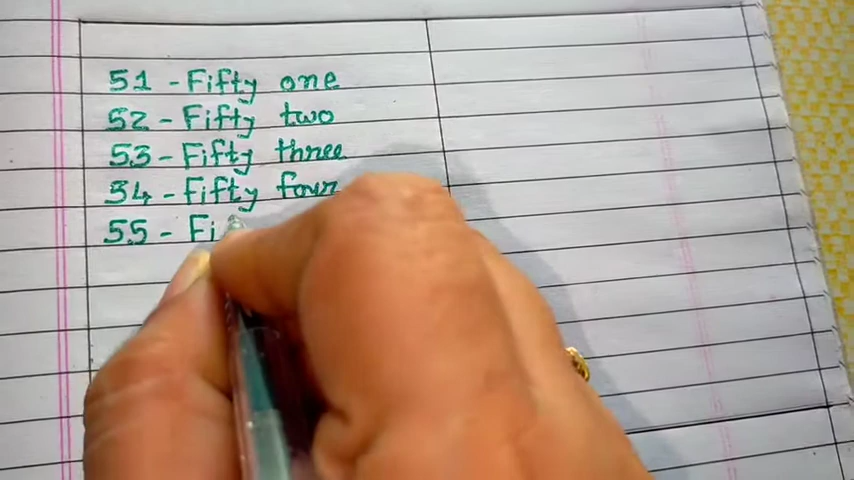 51 - Fifty one
52 - Fifty two
53 - Fifty three
54 - Fifty four
55 - Fi